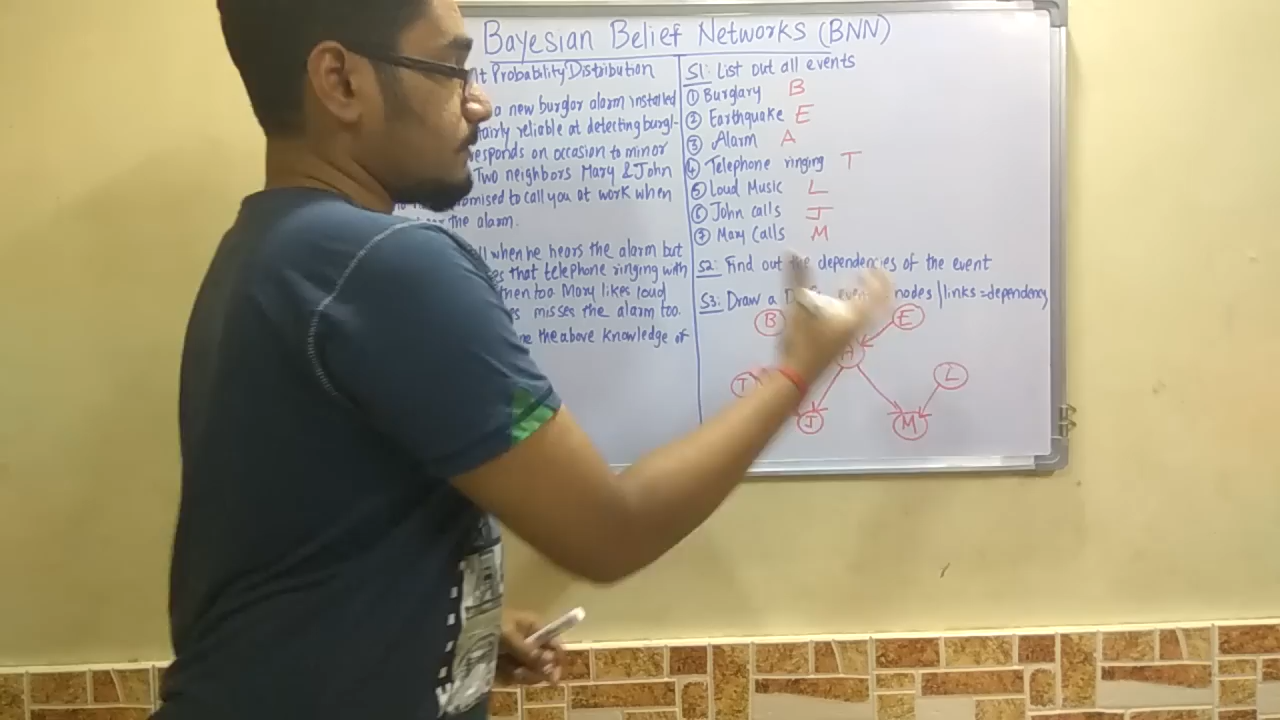 Bayesian Belief Networks (BNN)
nt Probability Distribution
a new burglar alarm installed
fairly reliable at detecting burgl-
responds on occasion to minor
Two neighbors Mary & John
promised to call you at work when
the alarm.
ll when he hears the alarm but
es that telephone ringing with
then too. Mary likes loud
es misses the alarm too.
the above knowledge of
S1: List out all events
① Burglary B
② Earthquake E
③ Alarm A
④ Telephone ringing T
⑤ Loud Music L
⑥ John calls J
⑦ Mary Calls M
S2: Find out the dependencies of the event
S3: Draw a nodes / links = dependency
B E
A
T L
J M